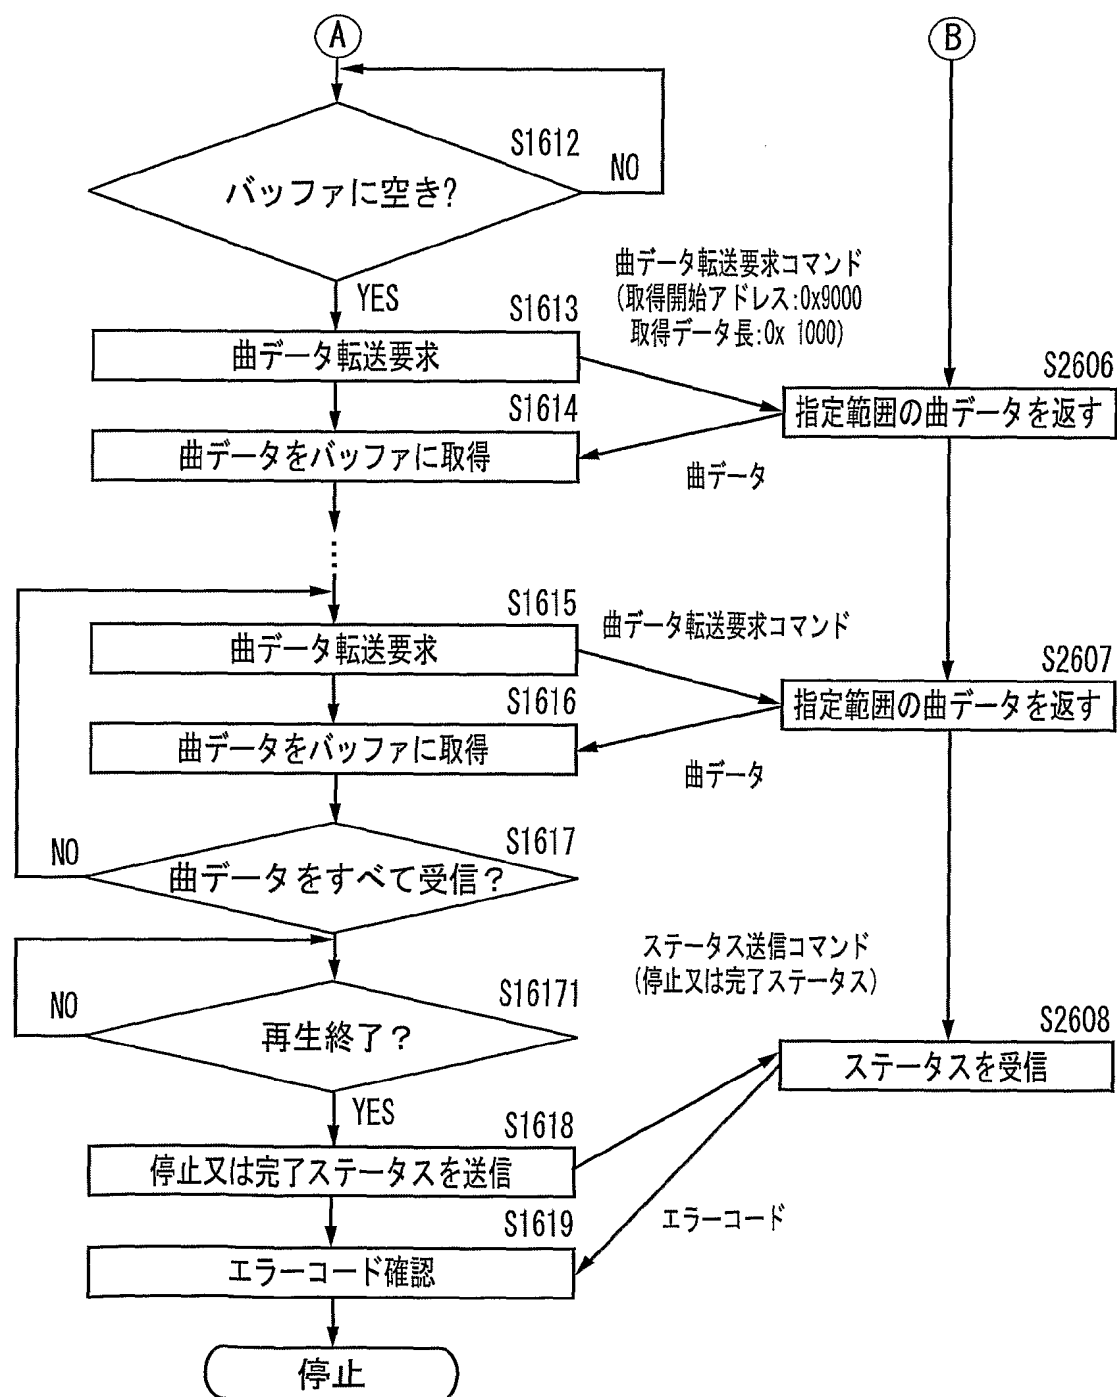 A
B
S1612
NO
バッファに空き?
YES
曲データ転送要求コマンド
(取得開始アドレス:0x9000
取得データ長:0x 1000)
S1613
曲データ転送要求
S2606
指定範囲の曲データを返す
S1614
曲データをバッファに取得
曲データ
S1615
曲データ転送要求
曲データ転送要求コマンド
S2607
指定範囲の曲データを返す
S1616
曲データをバッファに取得
曲データ
S1617
NO
曲データをすべて受信?
ステータス送信コマンド
(停止又は完了ステータス)
S16171
NO
再生終了?
S2608
ステータスを受信
YES
S1618
停止又は完了ステータスを送信
エラーコード
S1619
エラーコード確認
停止